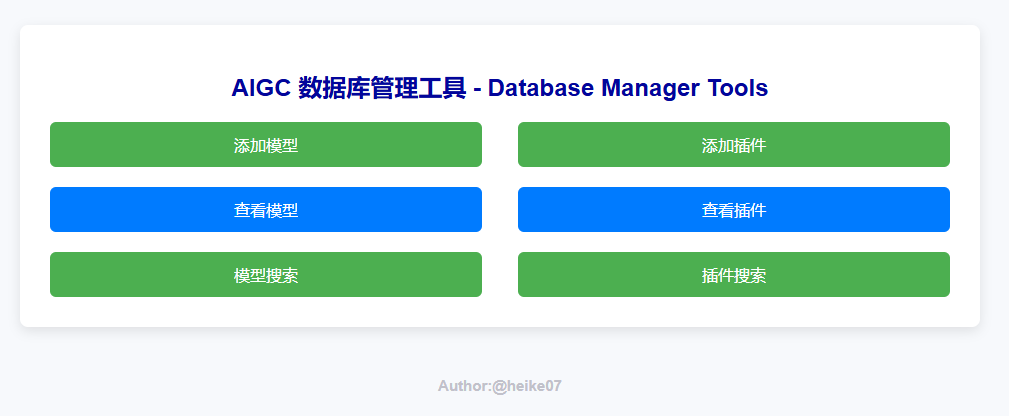 AIGC 数据库管理工具 - Database Manager Tools
添加模型
添加插件
查看模型
查看插件
模型搜索
插件搜索
Author:@heike07